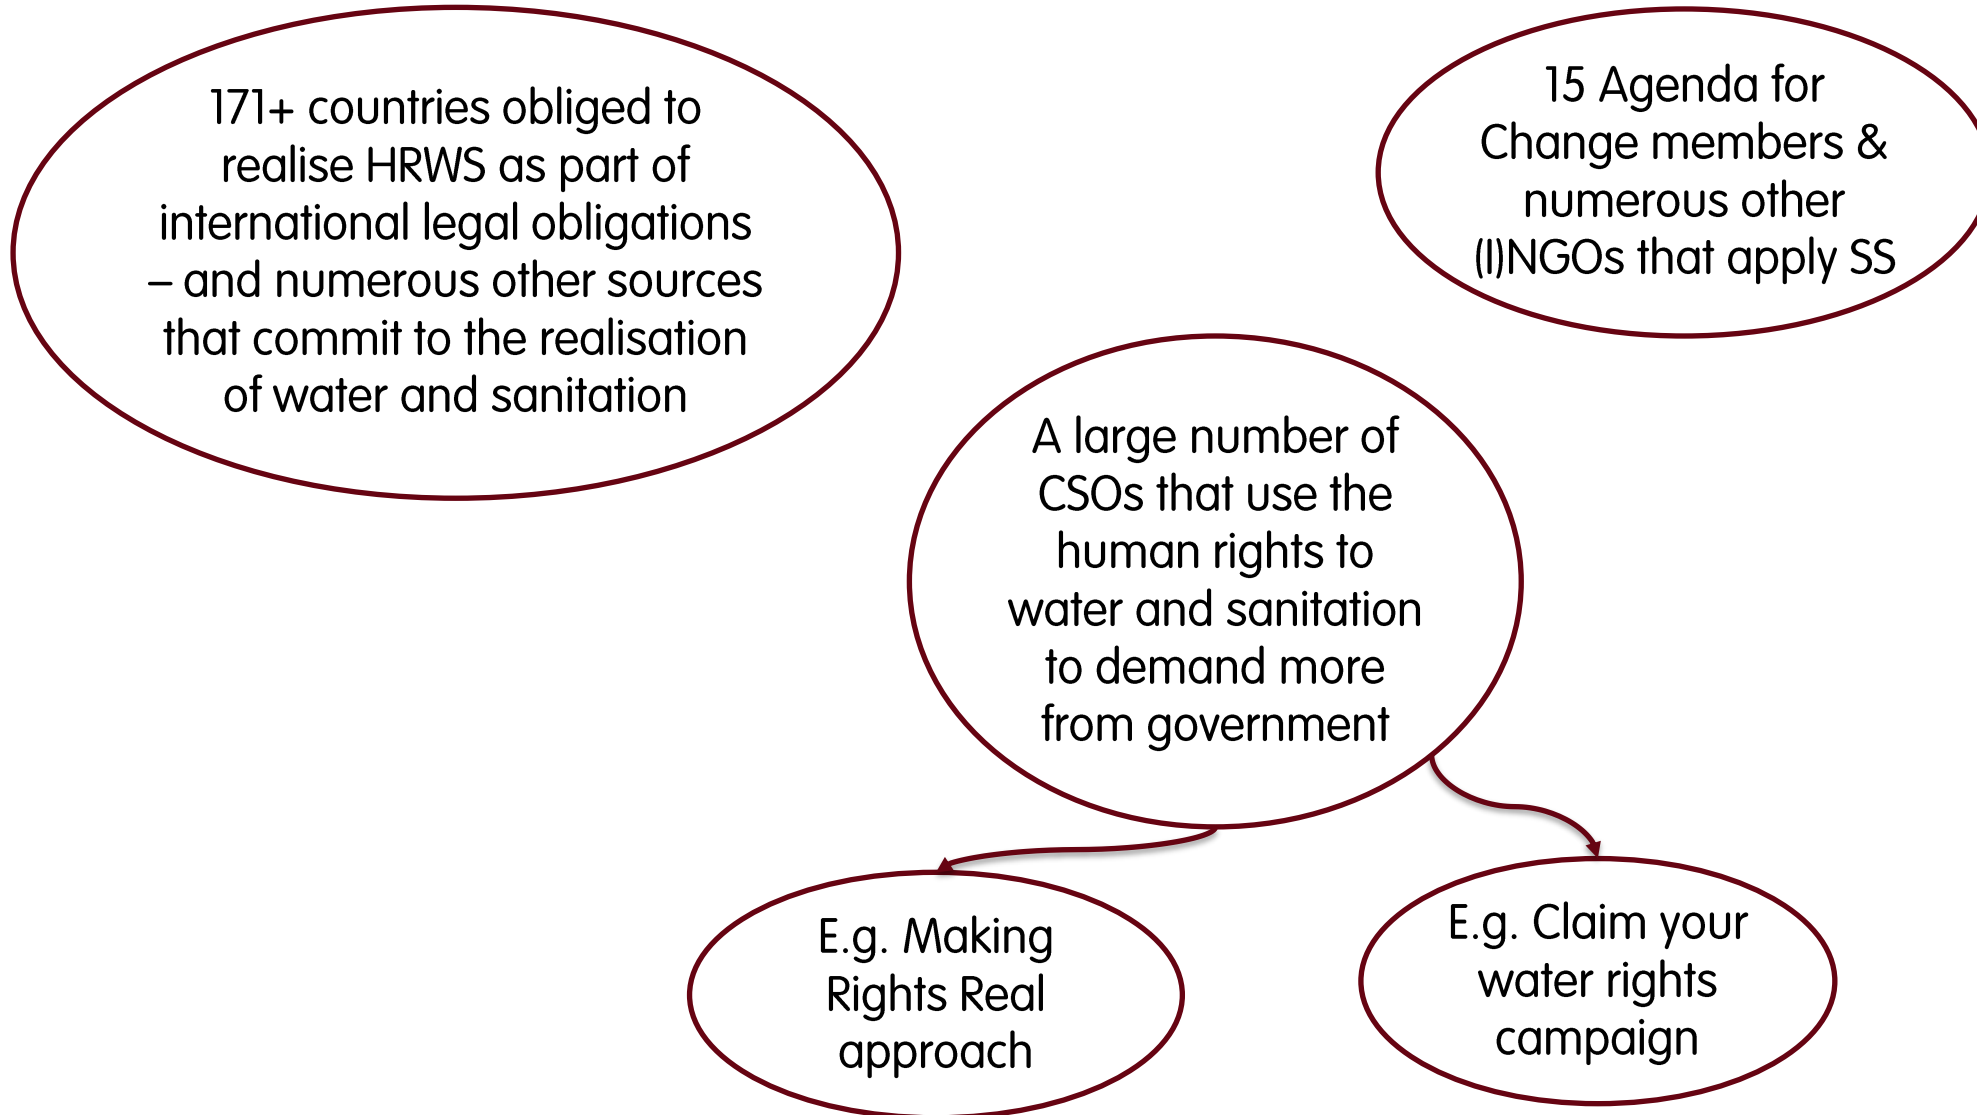 171+ countries obliged to
realise HRWS as part of
international legal obligations
– and numerous other sources
that commit to the realisation
of water and sanitation
15 Agenda for
Change members &
numerous other
(I)NGOs that apply SS
A large number of
CSOs that use the
human rights to
water and sanitation
to demand more
from government
E.g. Making
Rights Real
approach
E.g. Claim your
water rights
campaign